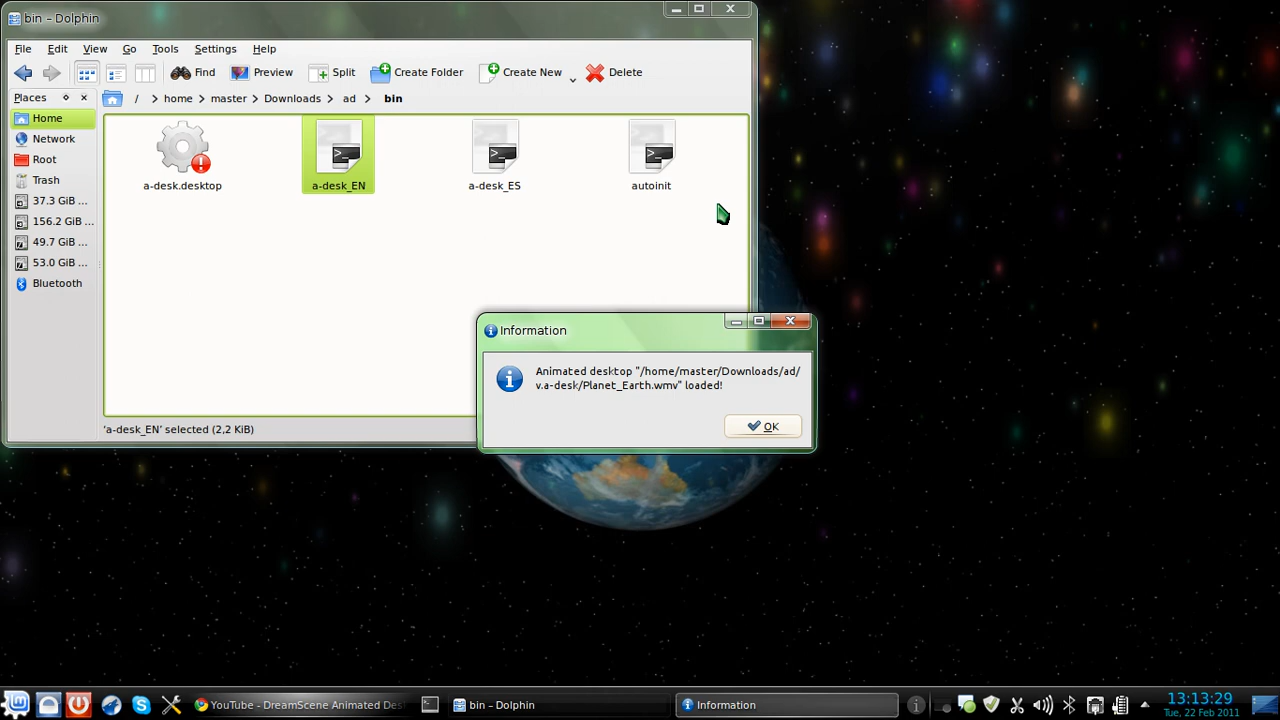 bin – Dolphin
File Edit View Go Tools Settings Help
Find Preview Split Create Folder Create New Delete
Places / home master Downloads ad bin
Home
Network
Root
Trash
37.3 GiB ...
156.2 GiB ...
49.7 GiB ...
53.0 GiB ...
Bluetooth
a-desk.desktop a-desk_EN a-desk_ES autoinit
'a-desk_EN' selected (2,2 KiB)
Information
Animated desktop "/home/master/Downloads/ad/
v.a-desk/Planet_Earth.wmv" loaded!
OK
YouTube - DreamScene Animated Des
bin – Dolphin
Information
13:13:29
Tue, 22 Feb 2011